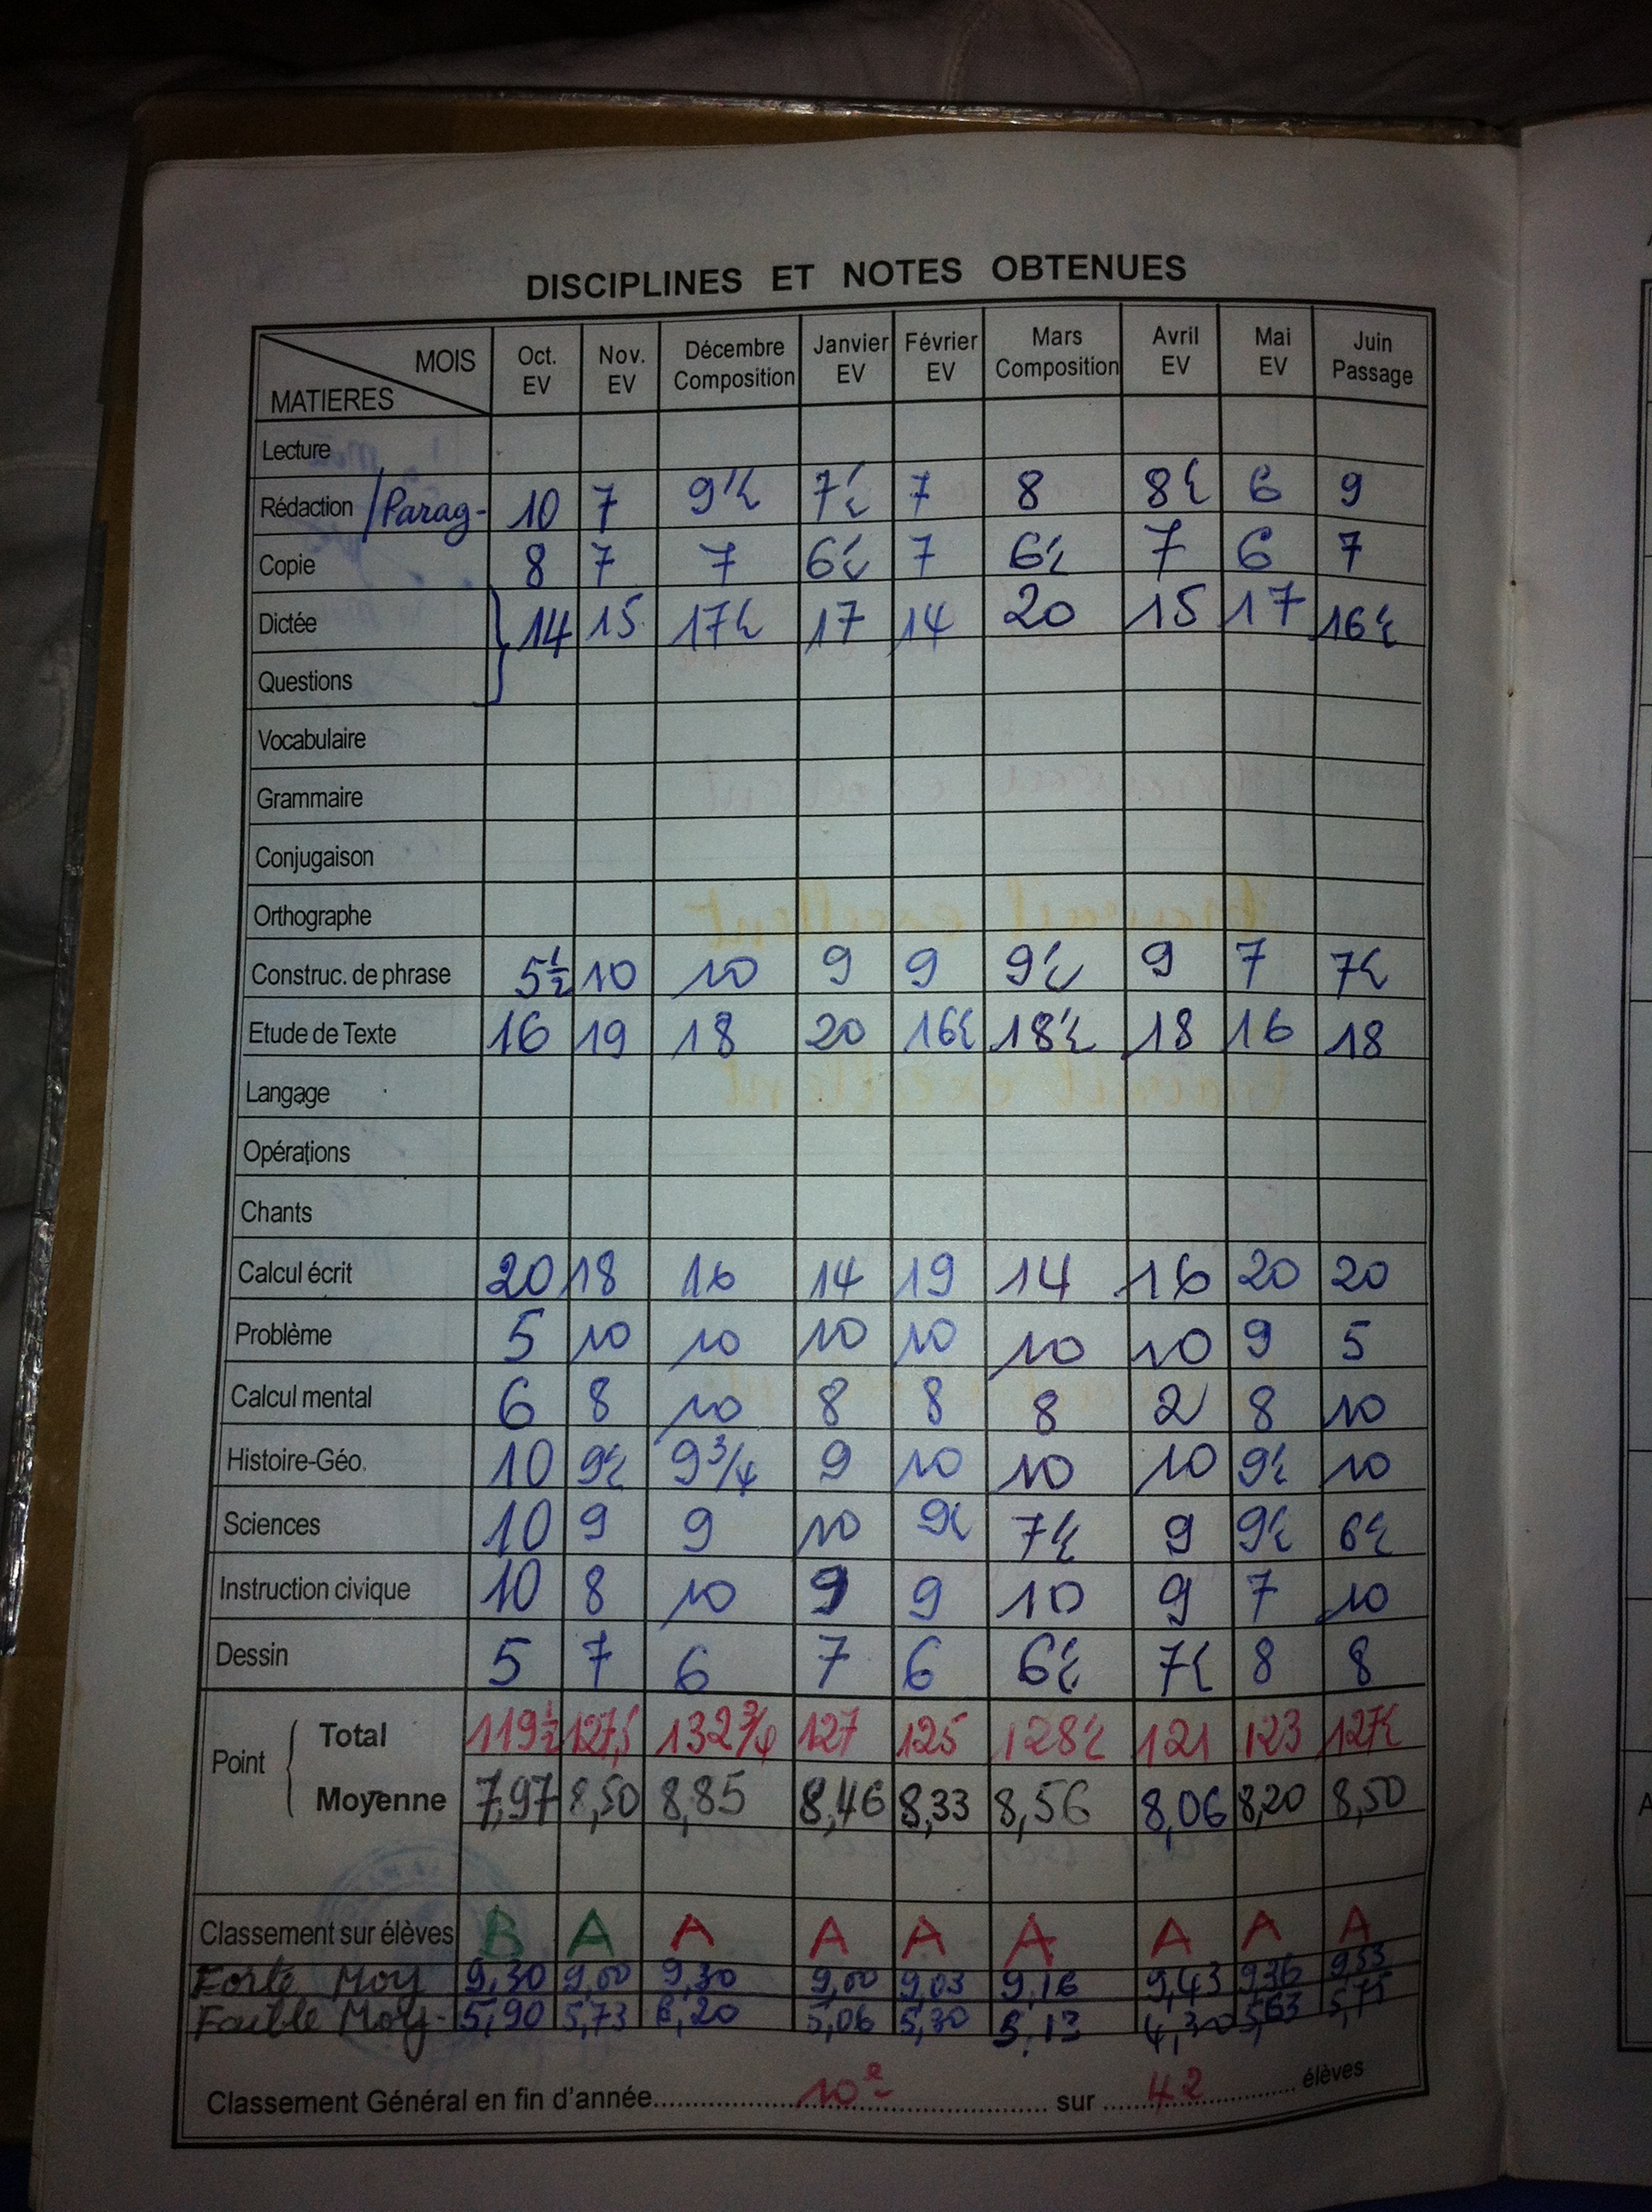 DISCIPLINES ET NOTES OBTENUES
MOIS MATIERES Oct. EV Nov. EV Décembre Composition Janvier EV Février EV Mars Composition Avril EV Mai EV Juin Passage
Lecture
Rédaction /Parag- 10 7 9½ 7½ 7 8 8½ 6 9
Copie 8 7 7 6½ 7 6½ 7 6 7
Dictée 14 15 17½ 17 14 20 15 17 16½
Questions
Vocabulaire
Grammaire
Conjugaison
Orthographe
Construc. de phrase 5½ 10 10 9 9 9½ 9 7 7½
Etude de Texte 16 19 18 20 16½ 18½ 18 16 18
Langage
Opérations
Chants
Calcul écrit 20 18 16 14 19 14 16 20 20
Problème 5 10 10 10 10 10 10 9 5
Calcul mental 6 8 10 8 8 8 2 8 10
Histoire-Géo. 10 9½ 9 3/4 9 10 10 10 9½ 10
Sciences 10 9 9 10 9½ 7½ 9 9½ 6½
Instruction civique 10 8 10 9 9 10 9 7 10
Dessin 5 7 6 7 6 6½ 7½ 8 8
Point Total 119½ 127,5 132 3/4 127 125 128½ 121 123 127½
Moyenne 7,97 8,50 8,85 8,46 8,33 8,56 8,06 8,20 8,50
Classement sur élèves B A A A A A A A A
Forte Moy 9,30 9,00 9,30 9,00 9,03 9,16 9,43 9,36 9,53
Faible Moy- 5,90 5,73 6,20 5,06 5,30 5,13 4,30 5,63
Classement Général en fin d'année 10e sur 42 élèves